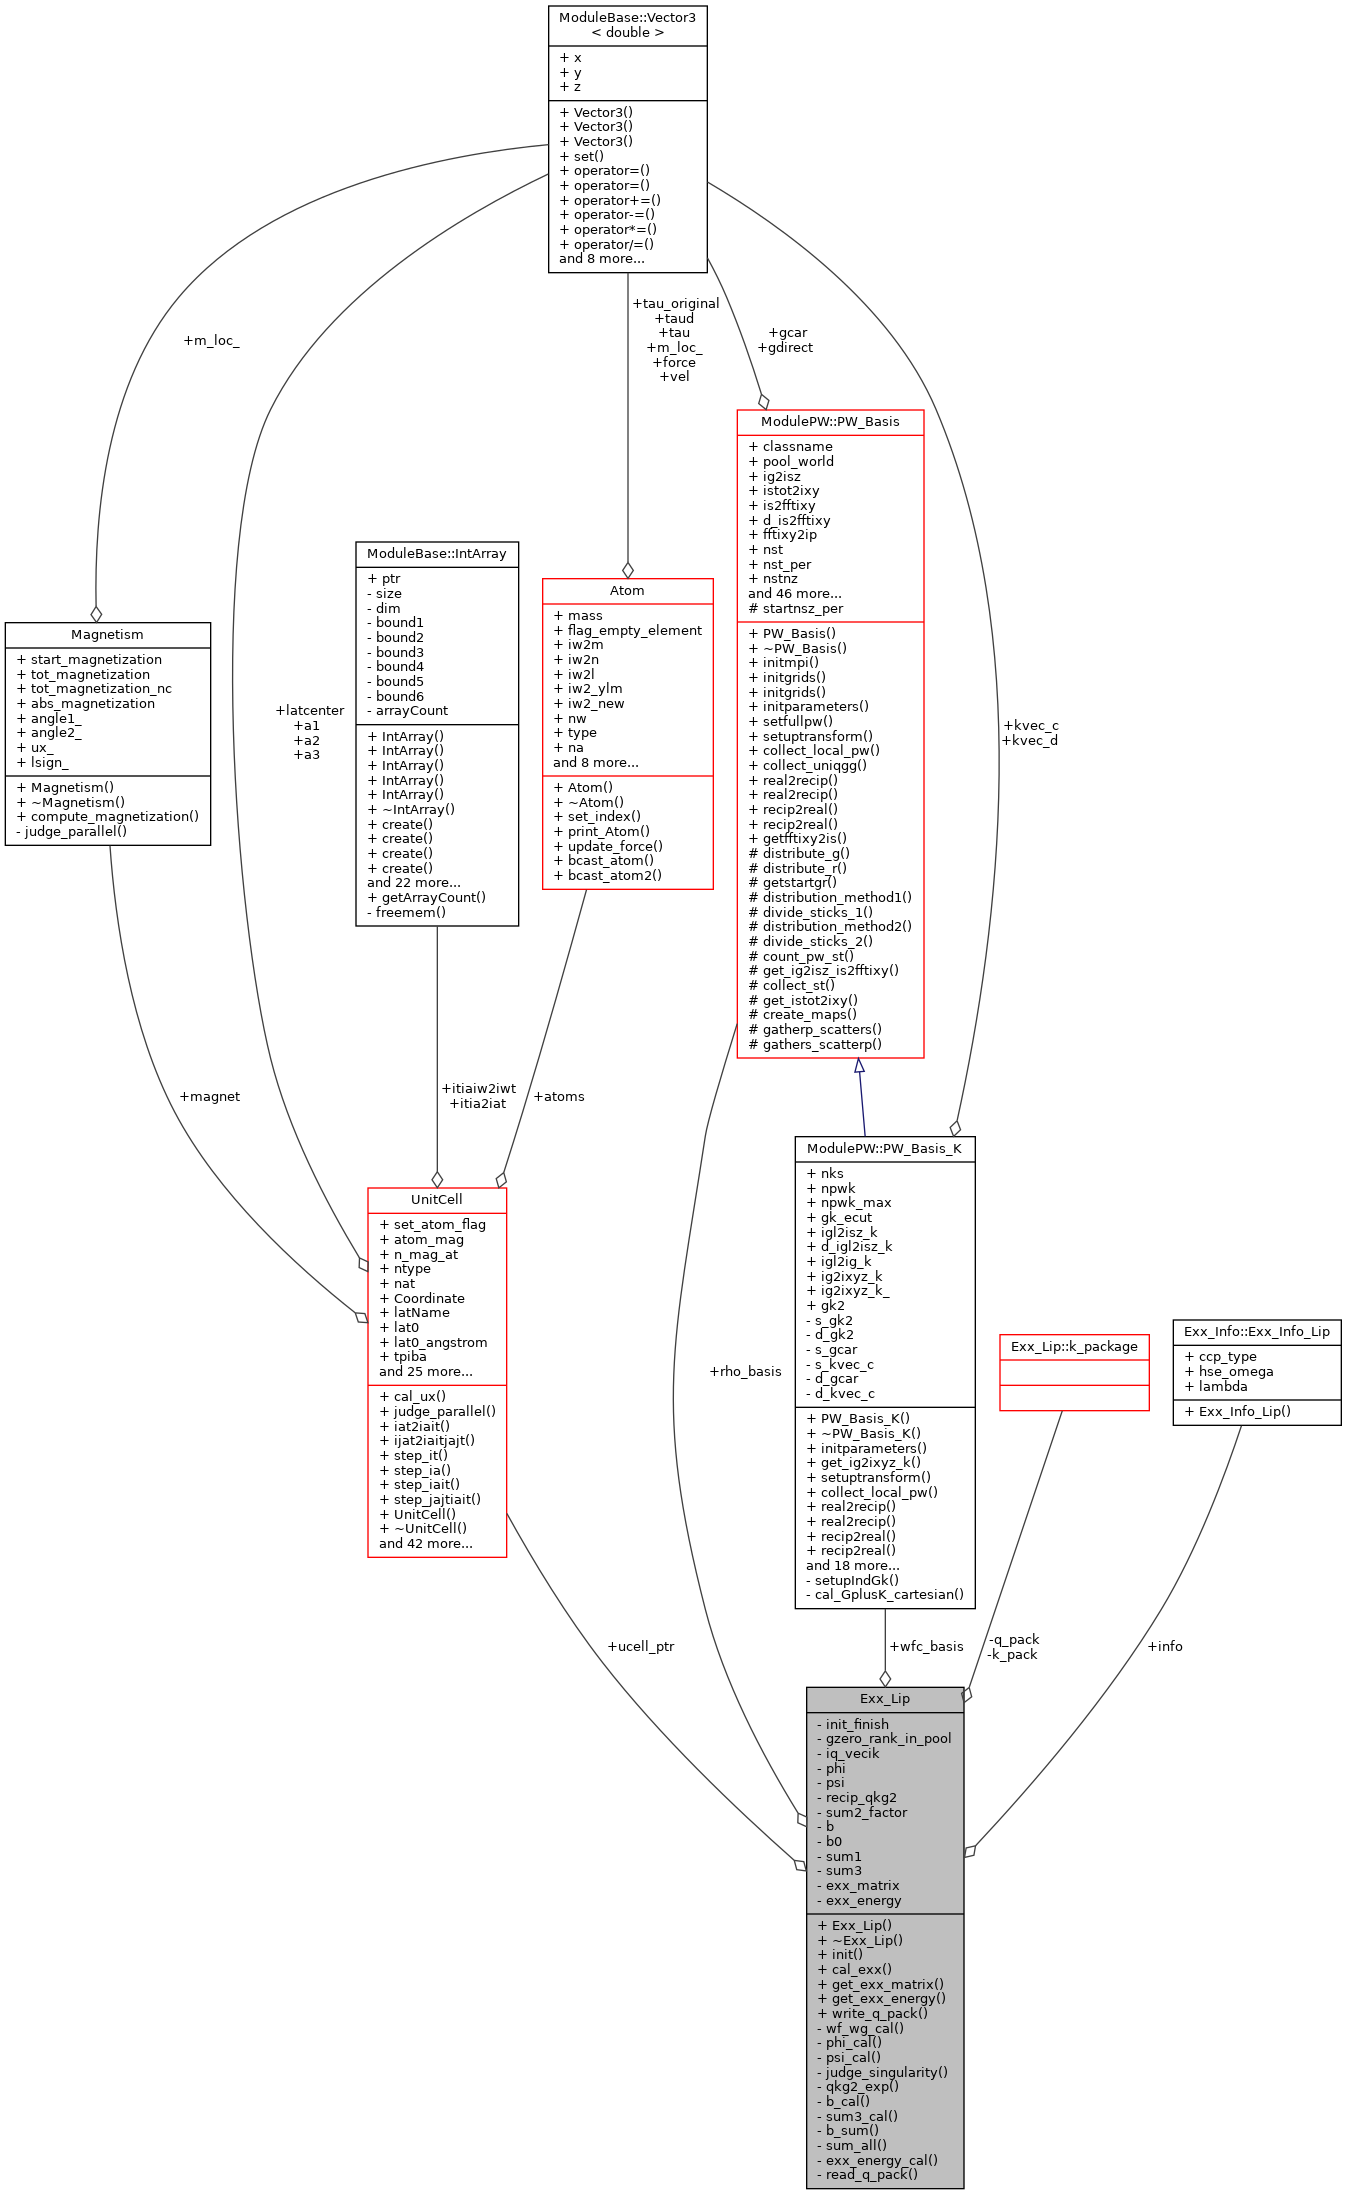 ModuleBase::Vector3
< double >
+ x
+ y
+ z
+ Vector3()
+ Vector3()
+ Vector3()
+ set()
+ operator=()
+ operator=()
+ operator+=()
+ operator-=()
+ operator*=()
+ operator/=()
and 8 more...
+m_loc_
+tau_original
+taud
+tau
+m_loc_
+force
+vel
+gcar
+gdirect
ModulePW::PW_Basis
+ classname
+ pool_world
+ ig2isz
+ istot2ixy
+ is2fftixy
+ d_is2fftixy
+ fftixy2ip
+ nst
+ nst_per
+ nstnz
and 46 more...
# startnsz_per
+ PW_Basis()
+ ~PW_Basis()
+ initmpi()
+ initgrids()
+ initgrids()
+ initparameters()
+ setfullpw()
+ setuptransform()
+ collect_local_pw()
+ collect_uniqgg()
+ real2recip()
+ real2recip()
+ recip2real()
+ recip2real()
+ getfftixy2is()
# distribute_g()
# distribute_r()
# getstartgr()
# distribution_method1()
# divide_sticks_1()
# distribution_method2()
# divide_sticks_2()
# count_pw_st()
# get_ig2isz_is2fftixy()
# collect_st()
# get_istot2ixy()
# create_maps()
# gatherp_scatters()
# gathers_scatterp()
ModuleBase::IntArray
+ ptr
- size
- dim
- bound1
- bound2
- bound3
- bound4
- bound5
- bound6
- arrayCount
+ IntArray()
+ IntArray()
+ IntArray()
+ IntArray()
+ IntArray()
+ ~IntArray()
+ create()
+ create()
+ create()
+ create()
and 22 more...
+ getArrayCount()
- freemem()
Atom
+ mass
+ flag_empty_element
+ iw2m
+ iw2n
+ iw2l
+ iw2_ylm
+ iw2_new
+ nw
+ type
+ na
and 8 more...
+ Atom()
+ ~Atom()
+ set_index()
+ print_Atom()
+ update_force()
+ bcast_atom()
+ bcast_atom2()
Magnetism
+ start_magnetization
+ tot_magnetization
+ tot_magnetization_nc
+ abs_magnetization
+ angle1_
+ angle2_
+ ux_
+ lsign_
+ Magnetism()
+ ~Magnetism()
+ compute_magnetization()
- judge_parallel()
+latcenter
+a1
+a2
+a3
+kvec_c
+kvec_d
+magnet
+itiaiw2iwt
+itia2iat
+atoms
UnitCell
+ set_atom_flag
+ atom_mag
+ n_mag_at
+ ntype
+ nat
+ Coordinate
+ latName
+ lat0
+ lat0_angstrom
+ tpiba
and 25 more...
+ cal_ux()
+ judge_parallel()
+ iat2iait()
+ ijat2iaitjajt()
+ step_it()
+ step_ia()
+ step_iait()
+ step_jajtiait()
+ UnitCell()
+ ~UnitCell()
and 42 more...
+rho_basis
ModulePW::PW_Basis_K
+ nks
+ npwk
+ npwk_max
+ gk_ecut
+ igl2isz_k
+ d_igl2isz_k
+ igl2ig_k
+ ig2ixyz_k
+ ig2ixyz_k_
+ gk2
- s_gk2
- d_gk2
- s_gcar
- s_kvec_c
- d_gcar
- d_kvec_c
+ PW_Basis_K()
+ ~PW_Basis_K()
+ initparameters()
+ get_ig2ixyz_k()
+ setuptransform()
+ collect_local_pw()
+ real2recip()
+ real2recip()
+ recip2real()
+ recip2real()
and 18 more...
- setupIndGk()
- cal_GplusK_cartesian()
Exx_Lip::k_package
Exx_Info::Exx_Info_Lip
+ ccp_type
+ hse_omega
+ lambda
+ Exx_Info_Lip()
+ucell_ptr
+wfc_basis
-q_pack
-k_pack
+info
Exx_Lip
- init_finish
- gzero_rank_in_pool
- iq_vecik
- phi
- psi
- recip_qkg2
- sum2_factor
- b
- b0
- sum1
- sum3
- exx_matrix
- exx_energy
+ Exx_Lip()
+ ~Exx_Lip()
+ init()
+ cal_exx()
+ get_exx_matrix()
+ get_exx_energy()
+ write_q_pack()
- wf_wg_cal()
- phi_cal()
- psi_cal()
- judge_singularity()
- qkg2_exp()
- b_cal()
- sum3_cal()
- b_sum()
- sum_all()
- exx_energy_cal()
- read_q_pack()